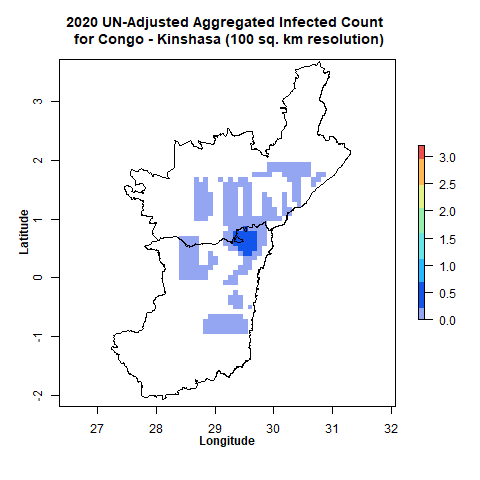 2020 UN-Adjusted Aggregated Infected Count
for Congo - Kinshasa (100 sq. km resolution)
3
2
1
0
-1
-2
Latitude
27 28 29 30 31 32
Longitude
3.0
2.5
2.0
1.5
1.0
0.5
0.0